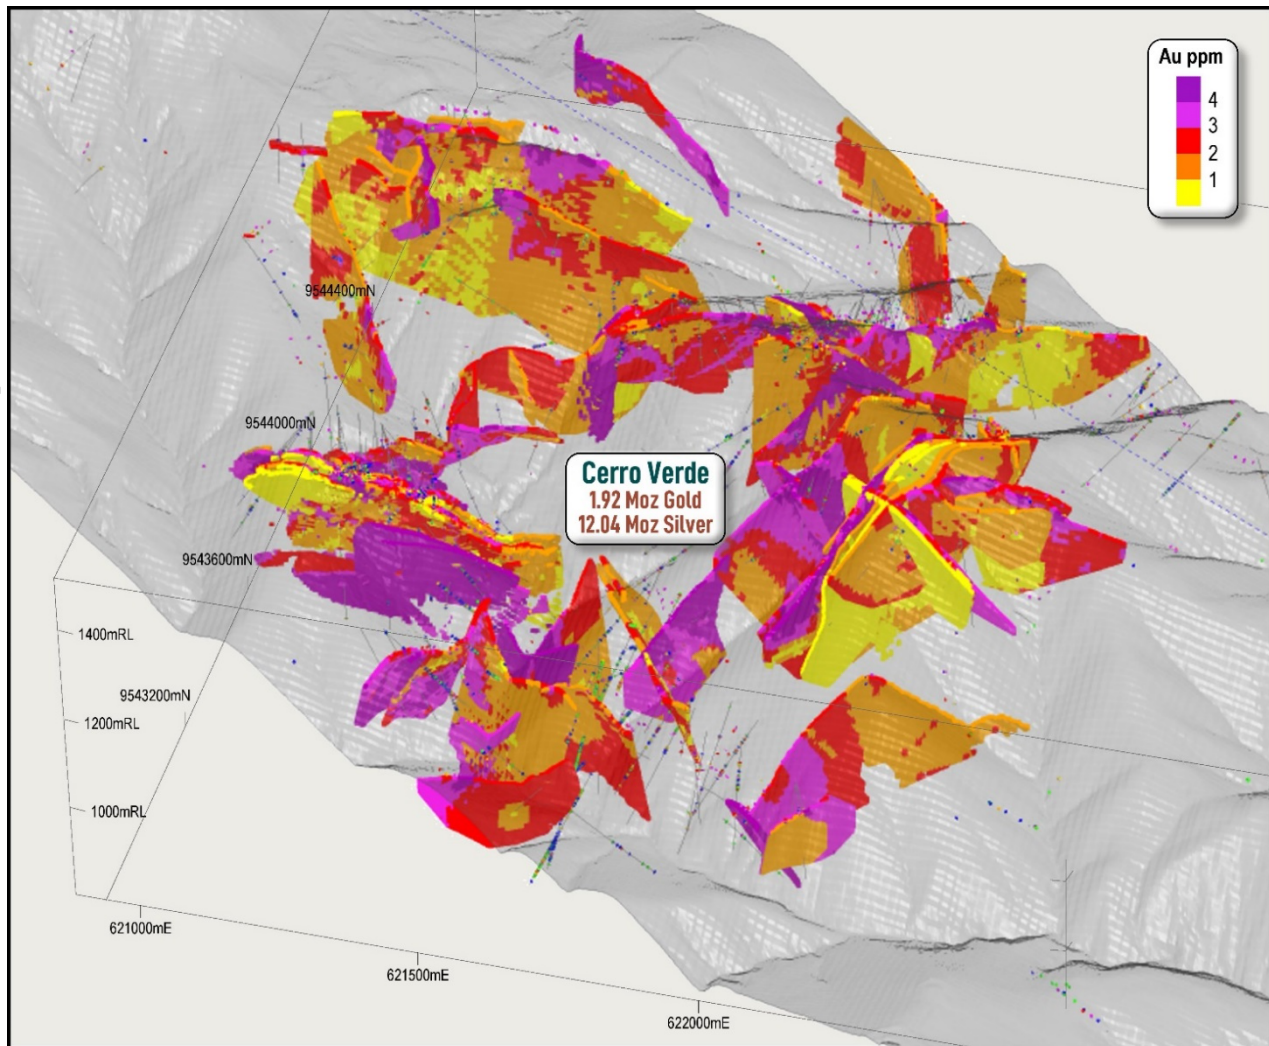 Au ppm
4
3
2
1
9544400mN
9544000mN
Cerro Verde
1.92 Moz Gold
12.04 Moz Silver
9543600mN
1400mRL
9543200mN
1200mRL
1000mRL
621000mE
621500mE
622000mE